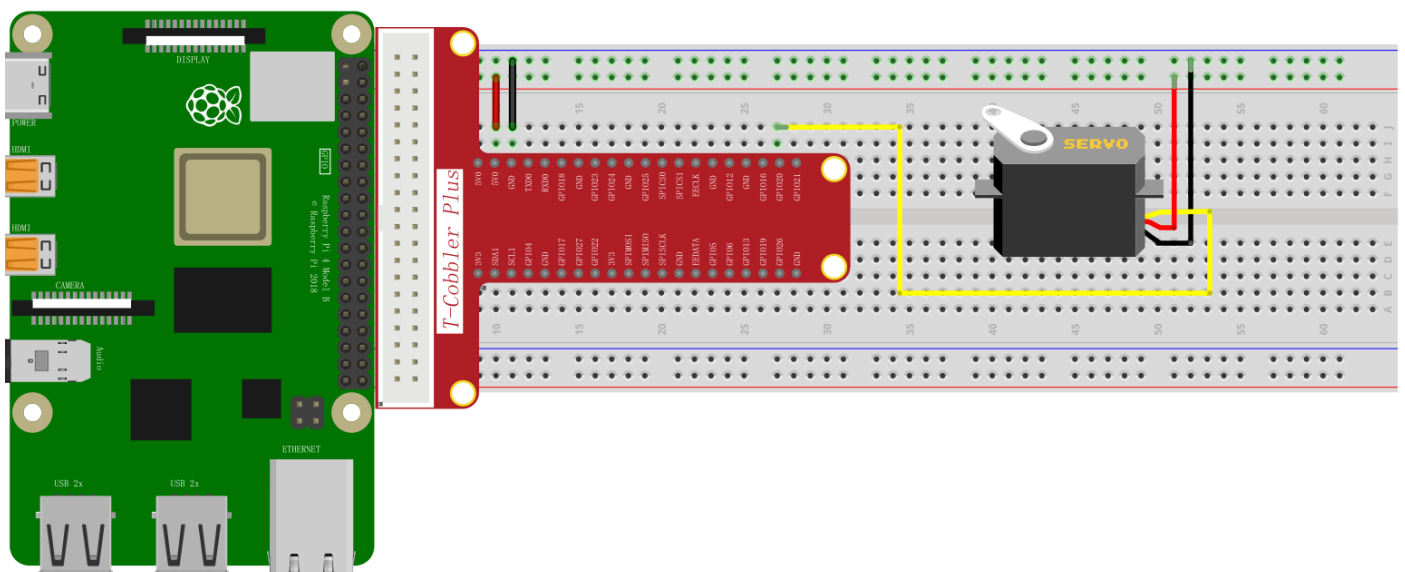 DISPLAY
POWER
HDMI
HDMI
GPIO
Raspberry Pi 4 Model B
© Raspberry Pi 2018
CAMERA
Audio
ETHERNET
USB 2x
USB 2x
T-Cobbler Plus
5V0 5V0 GND TXD0 RXD0 GPIO18 GND GPIO23 GPIO24 GND GPIO25 SPICS0 SPICS1 EECLK GND GPIO12 GND GPIO16 GPIO20 GPIO21
3V3 SDA1 SCL1 GPIO4 GND GPIO17 GPIO27 GPIO22 3V3 SPIMOSI SPIMISO SPISCLK GND EEDATA GPIO5 GPIO6 GPIO13 GPIO19 GPIO26 GND
15 20 25 30 35 45 50 55 60
J
I
H
G
F
SERVO
E
D
C
B
A
10 15 20 25 30 35 40 45 50 55 60